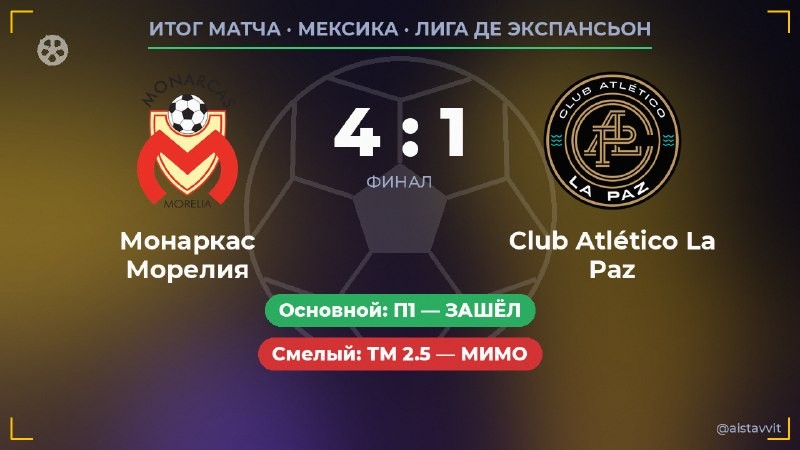 ИТОГ МАТЧА · МЕКСИКА · ЛИГА ДЕ ЭКСПАНСЬОН
MONARCAS
MORELIA
4 : 1
ФИНАЛ
CLUB ATLÉTICO
LA PAZ
Монаркас
Морелия
Club Atlético La
Paz
Основной: П1 — ЗАШЁЛ
Смелый: ТМ 2.5 — МИМО
@aistavvit